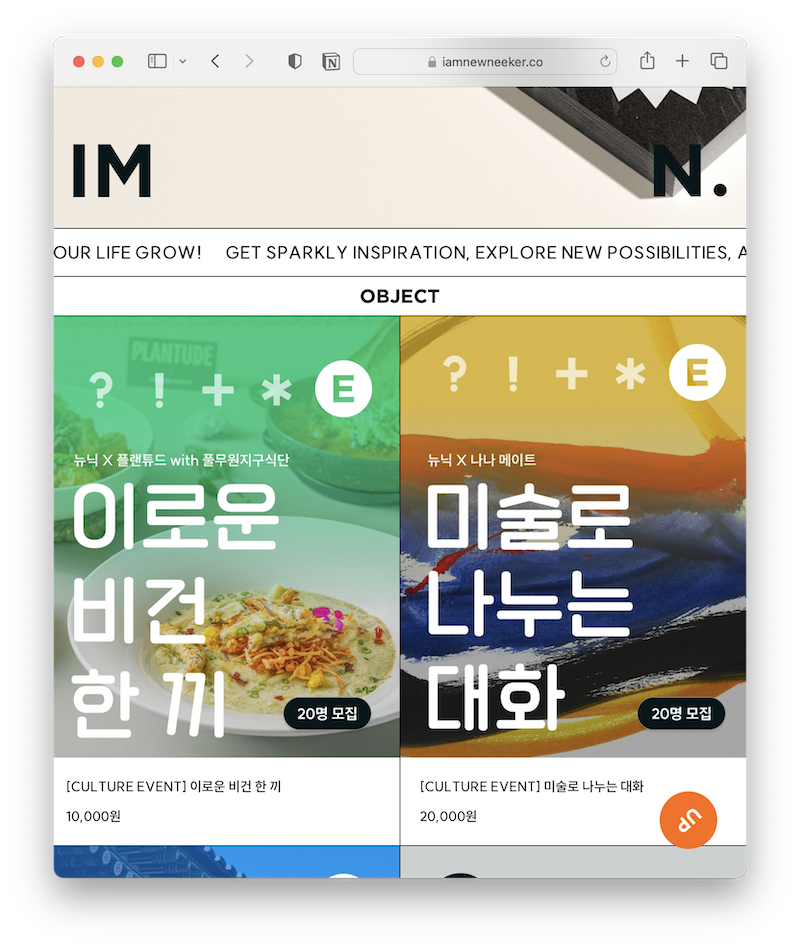 iamnewneeker.co
IM N.
OUR LIFE GROW! GET SPARKLY INSPIRATION, EXPLORE NEW POSSIBILITIES, A
OBJECT
PLANTUDE
? ! + * E
뉴닉 X 플랜튜드 with 풀무원지구식단
이로운
비건
한 끼
20명 모집
[CULTURE EVENT] 이로운 비건 한 끼
10,000원
? ! + * E
뉴닉 X 나나 메이트
미술로
나누는
대화
20명 모집
[CULTURE EVENT] 미술로 나누는 대화
20,000원
UP